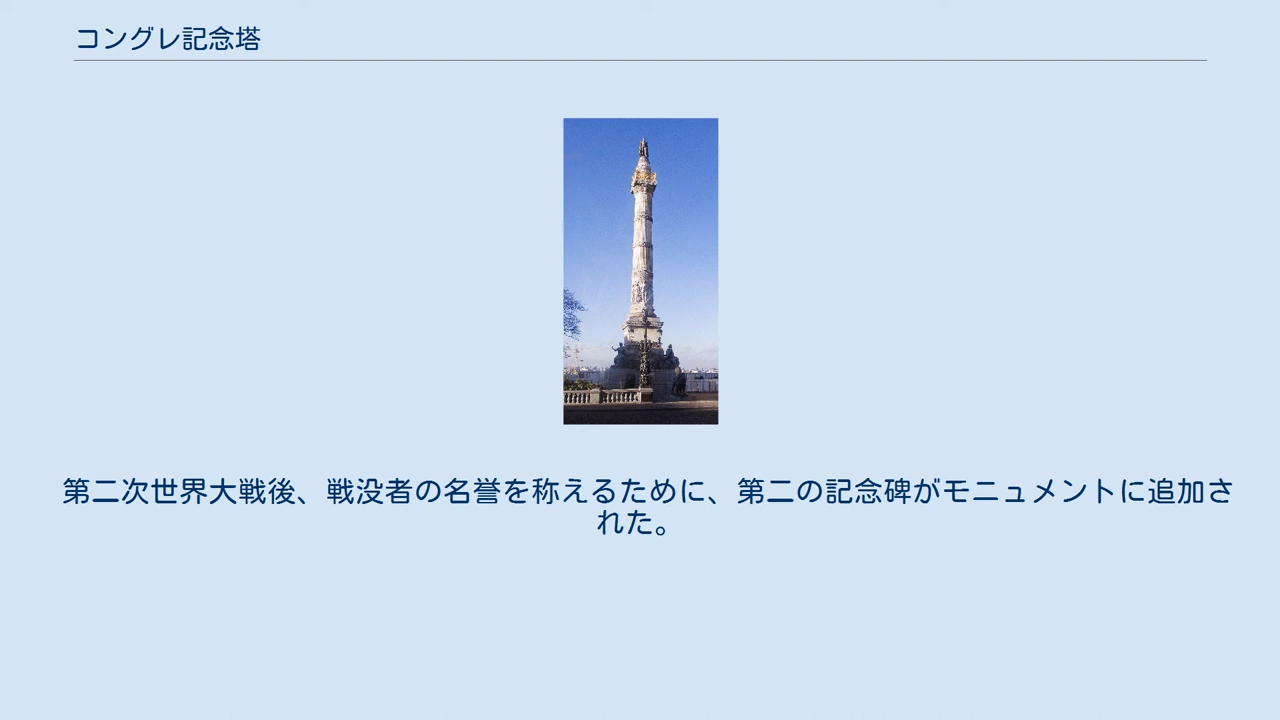 コングレ記念塔
第二次世界大戦後、戦没者の名誉を称えるために、第二の記念碑がモニュメントに追加さ
れた。